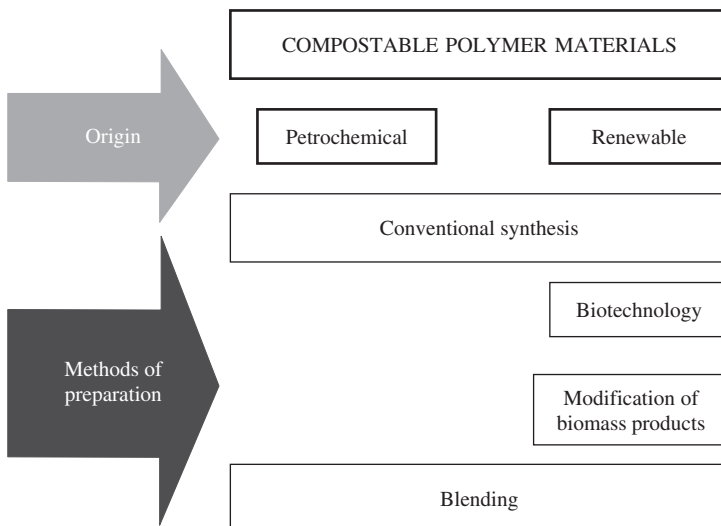 COMPOSTABLE POLYMER MATERIALS
Origin
Petrochemical
Renewable
Conventional synthesis
Biotechnology
Methods of
preparation
Modification of
biomass products
Blending